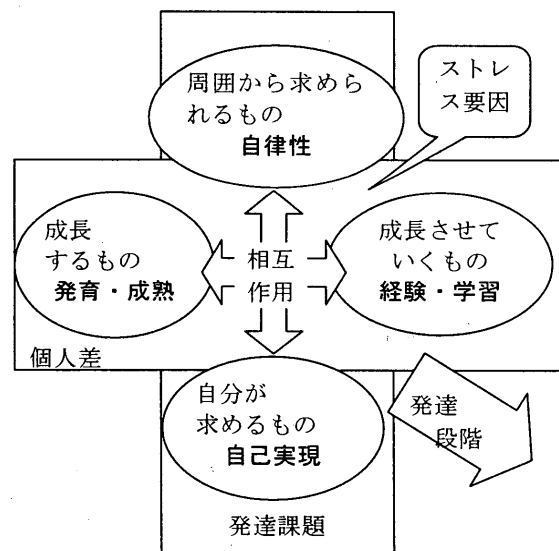 周囲から求めら
れるもの
自律性
ストレ
ス要因
成長
するもの
発育・成熟
相互
作用
成長させて
いくもの
経験・学習
個人差
自分が
求めるもの
自己実現
発達
段階
発達課題